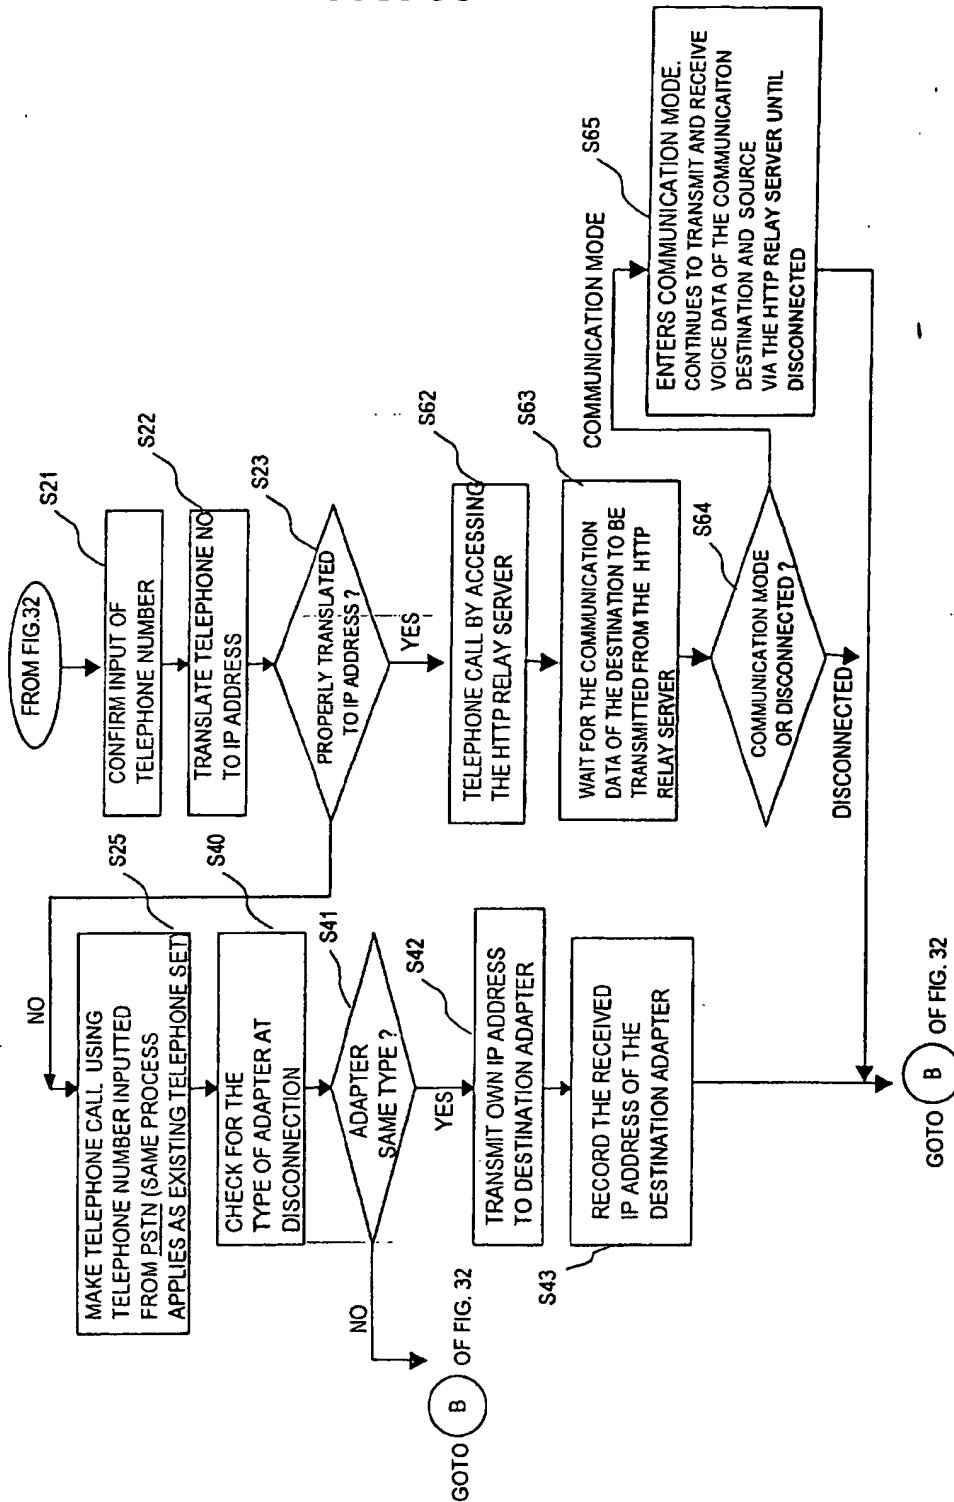 FROM FIG.32
S21
CONFIRM INPUT OF
TELEPHONE NUMBER
S22
TRANSLATE TELEPHONE NO
TO IP ADDRESS
S23
PROPERLY TRANSLATED
TO IP ADDRESS ?
NO
YES
S25
MAKE TELEPHONE CALL USING
TELEPHONE NUMBER INPUTTED
FROM PSTN (SAME PROCESS
APPLIES AS EXISTING TELEPHONE SET)
S40
CHECK FOR THE
TYPE OF ADAPTER AT
DISCONNECTION
S41
ADAPTER
SAME TYPE ?
NO
YES
GOTO B OF FIG. 32
S42
TRANSMIT OWN IP ADDRESS
TO DESTINATION ADAPTER
S43
RECORD THE RECEIVED
IP ADDRESS OF THE
DESTINATION ADAPTER
S62
TELEPHONE CALL BY ACCESSING
THE HTTP RELAY SERVER
S63
WAIT FOR THE COMMUNICATION
DATA OF THE DESTINATION TO BE
TRANSMITTED FROM THE HTTP
RELAY SERVER
S64
COMMUNICATION MODE
OR DISCONNECTED ?
COMMUNICATION MODE
DISCONNECTED
S65
ENTERS COMMUNICATION MODE.
CONTINUES TO TRANSMIT AND RECEIVE
VOICE DATA OF THE COMMUNICAITON
DESTINATION AND SOURCE
VIA THE HTTP RELAY SERVER UNTIL
DISCONNECTED
GOTO B OF FIG. 32